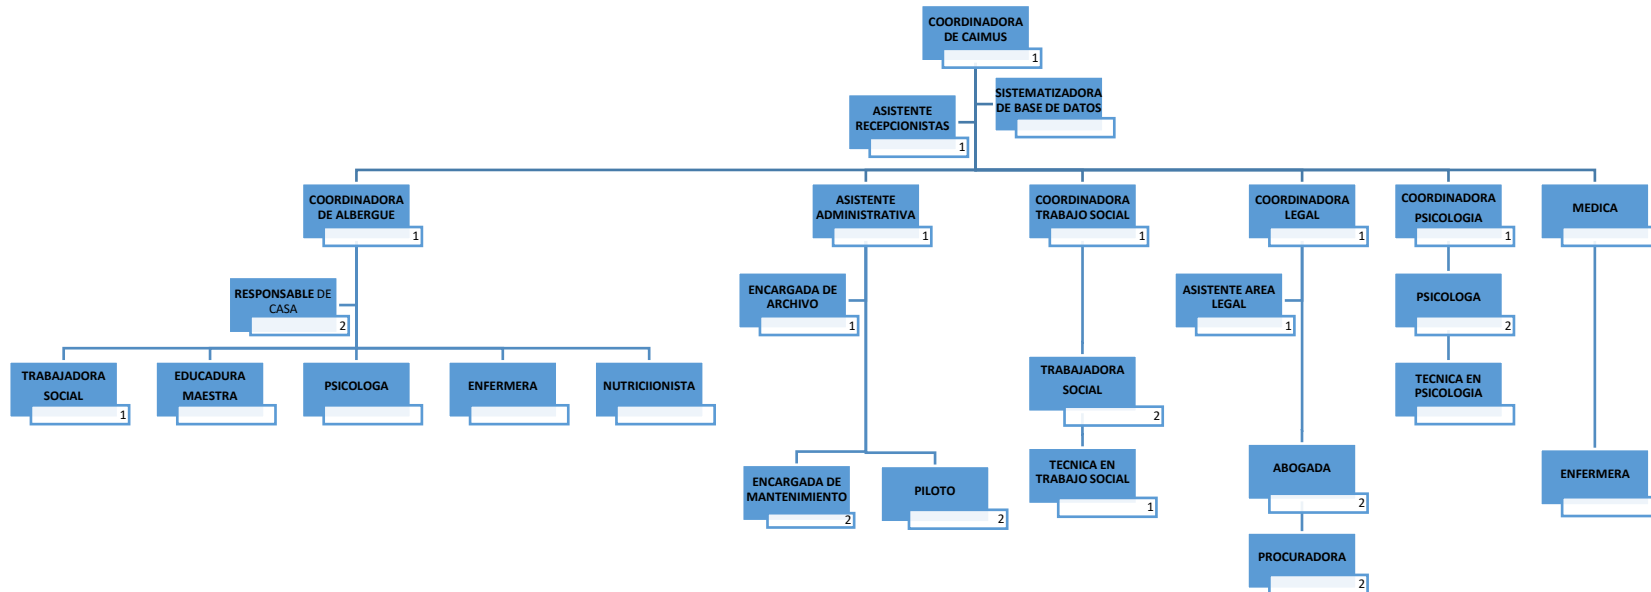 COORDINADORA
DE CAIMUS
1
SISTEMATIZADORA
DE BASE DE DATOS
ASISTENTE
RECEPCIONISTAS
1
COORDINADORA
DE ALBERGUE
1
ASISTENTE
ADMINISTRATIVA
1
COORDINADORA
TRABAJO SOCIAL
1
COORDINADORA
LEGAL
1
COORDINADORA
PSICOLOGIA
1
MEDICA
RESPONSABLE DE
CASA
2
ENCARGADA DE
ARCHIVO
1
ASISTENTE AREA
LEGAL
1
PSICOLOGA
2
TRABAJADORA
SOCIAL
1
EDUCADURA
MAESTRA
PSICOLOGA
ENFERMERA
NUTRICIIONISTA
TRABAJADORA
SOCIAL
2
TECNICA EN
PSICOLOGIA
ENCARGADA DE
MANTENIMIENTO
2
PILOTO
2
TECNICA EN
TRABAJO SOCIAL
1
ABOGADA
2
ENFERMERA
PROCURADORA
2